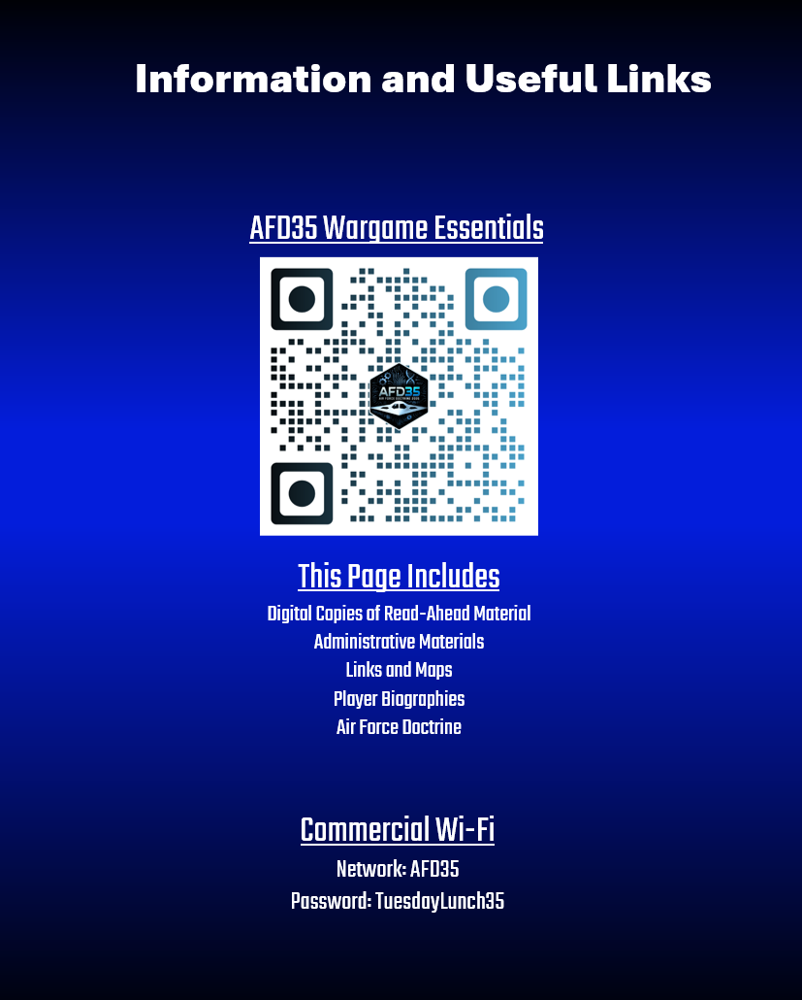 Information and Useful Links
AFD35 Wargame Essentials
AFD35
This Page Includes
Digital Copies of Read-Ahead Material
Administrative Materials
Links and Maps
Player Biographies
Air Force Doctrine
Commercial Wi-Fi
Network: AFD35
Password: TuesdayLunch35